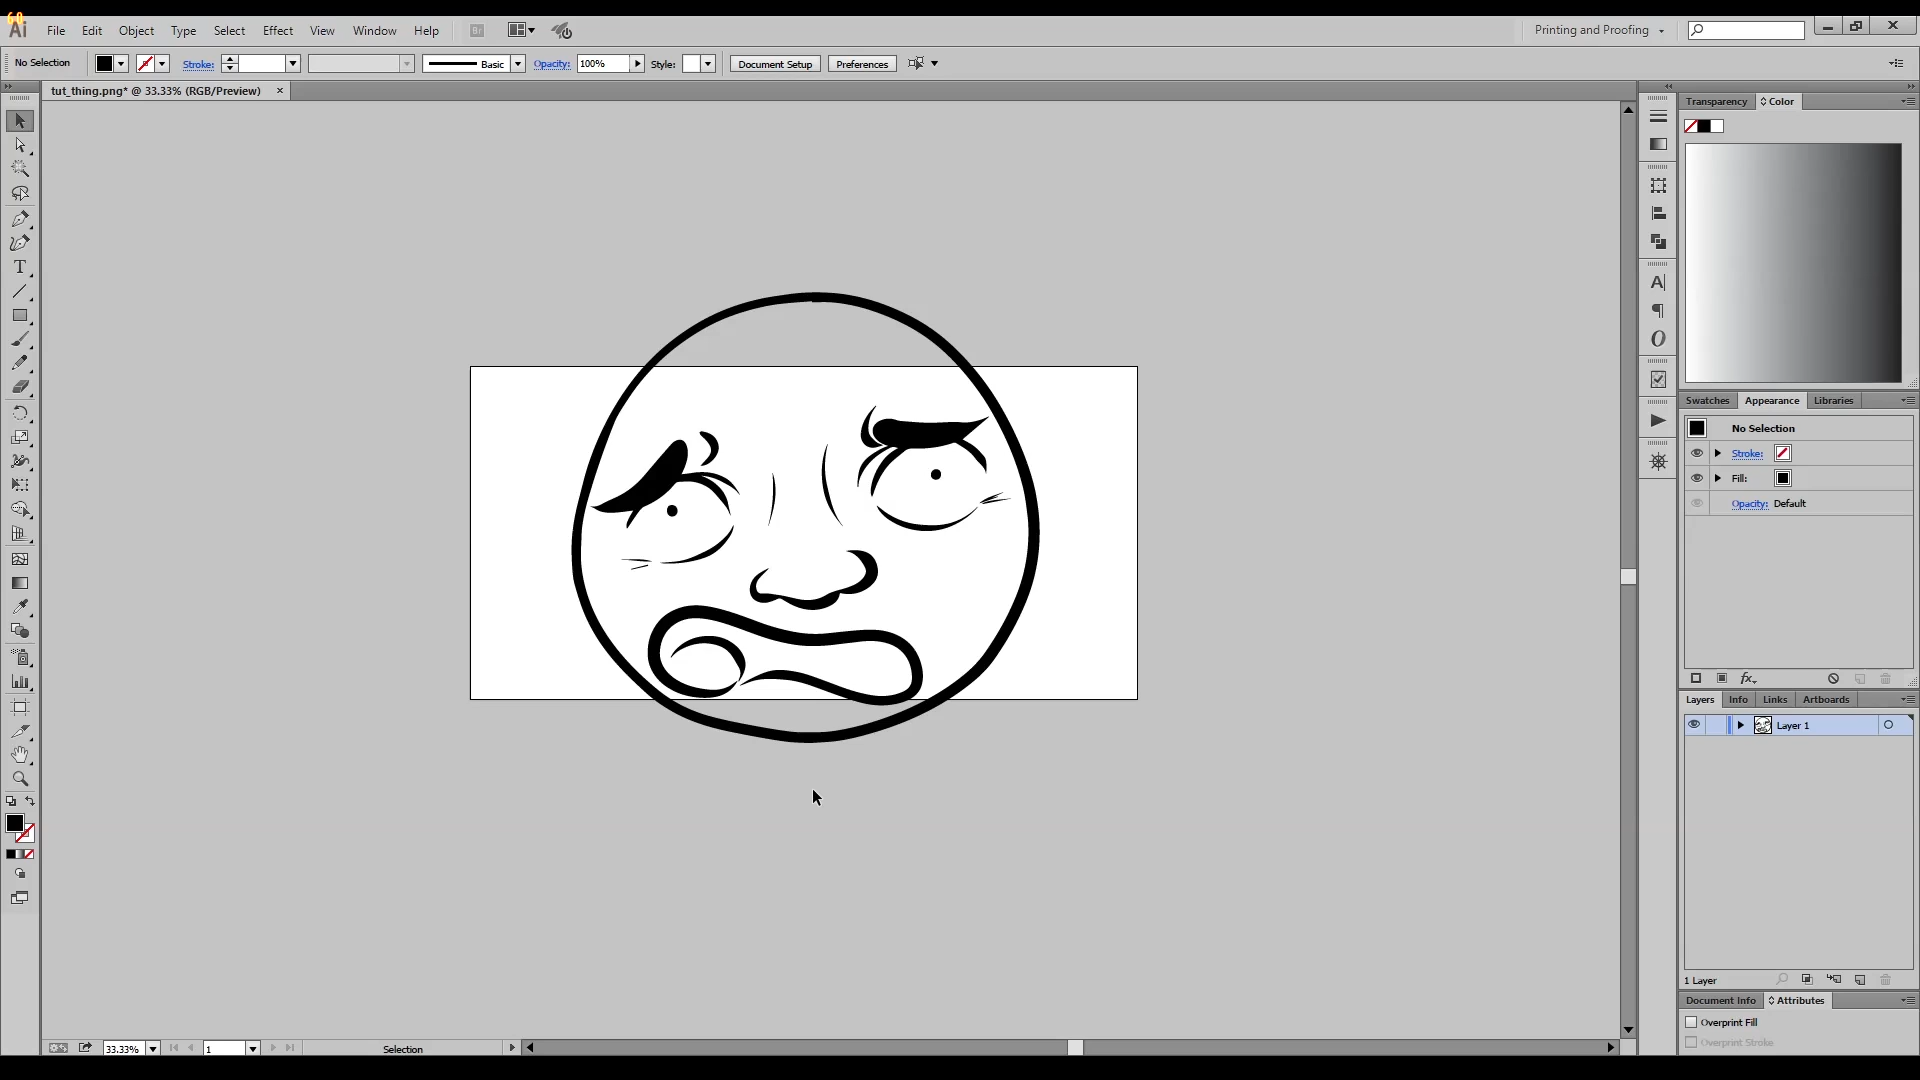 60
Ai File Edit Object Type Select Effect View Window Help Br Printing and Proofing
No Selection Stroke: Basic Opacity: 100% Style: Document Setup Preferences
tut_thing.png* @ 33.33% (RGB/Preview) ×
Transparency Color
Swatches Appearance Libraries
No Selection
Stroke:
Fill:
fx
Opacity: Default
Layers Info Links Artboards
Layer 1
1 Layer
Document Info Attributes
Overprint Fill
Overprint Stroke
33.33% 1 Selection